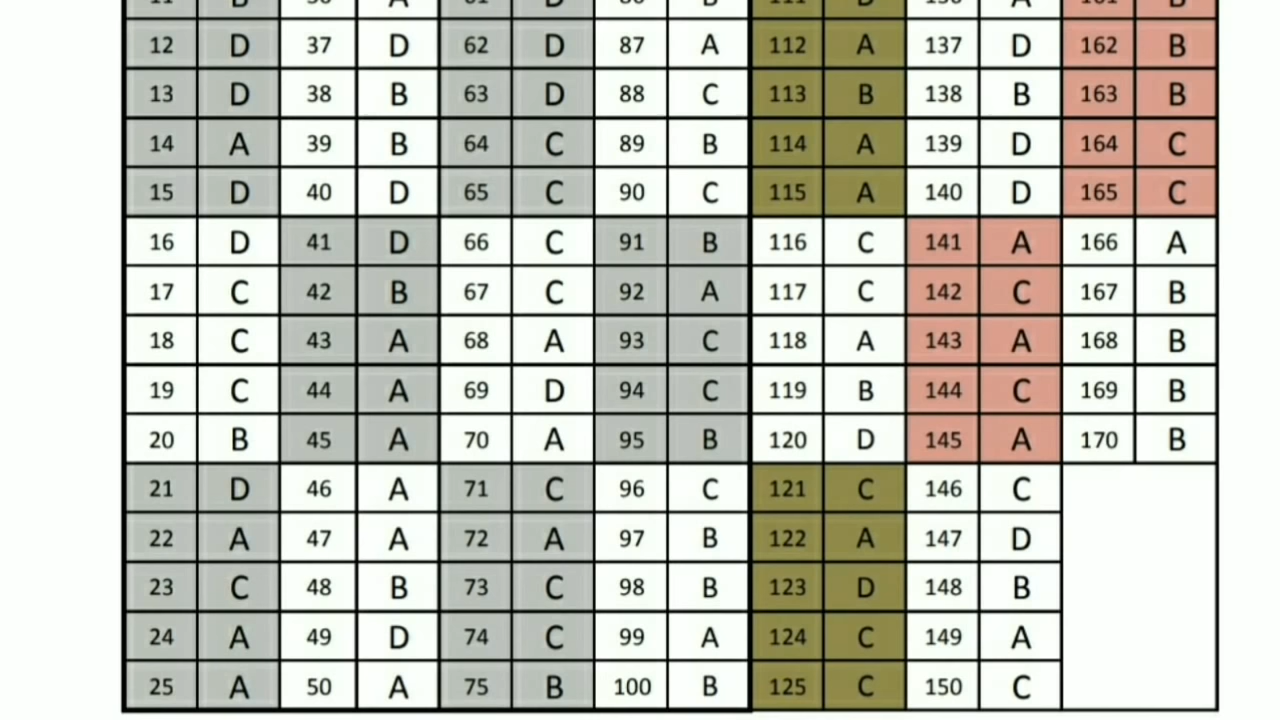 12 D 37 D 62 D 87 A 112 A 137 D 162 B
13 D 38 B 63 D 88 C 113 B 138 B 163 B
14 A 39 B 64 C 89 B 114 A 139 D 164 C
15 D 40 D 65 C 90 C 115 A 140 D 165 C
16 D 41 D 66 C 91 B 116 C 141 A 166 A
17 C 42 B 67 C 92 A 117 C 142 C 167 B
18 C 43 A 68 A 93 C 118 A 143 A 168 B
19 C 44 A 69 D 94 C 119 B 144 C 169 B
20 B 45 A 70 A 95 B 120 D 145 A 170 B
21 D 46 A 71 C 96 C 121 C 146 C
22 A 47 A 72 A 97 B 122 A 147 D
23 C 48 B 73 C 98 B 123 D 148 B
24 A 49 D 74 C 99 A 124 C 149 A
25 A 50 A 75 B 100 B 125 C 150 C